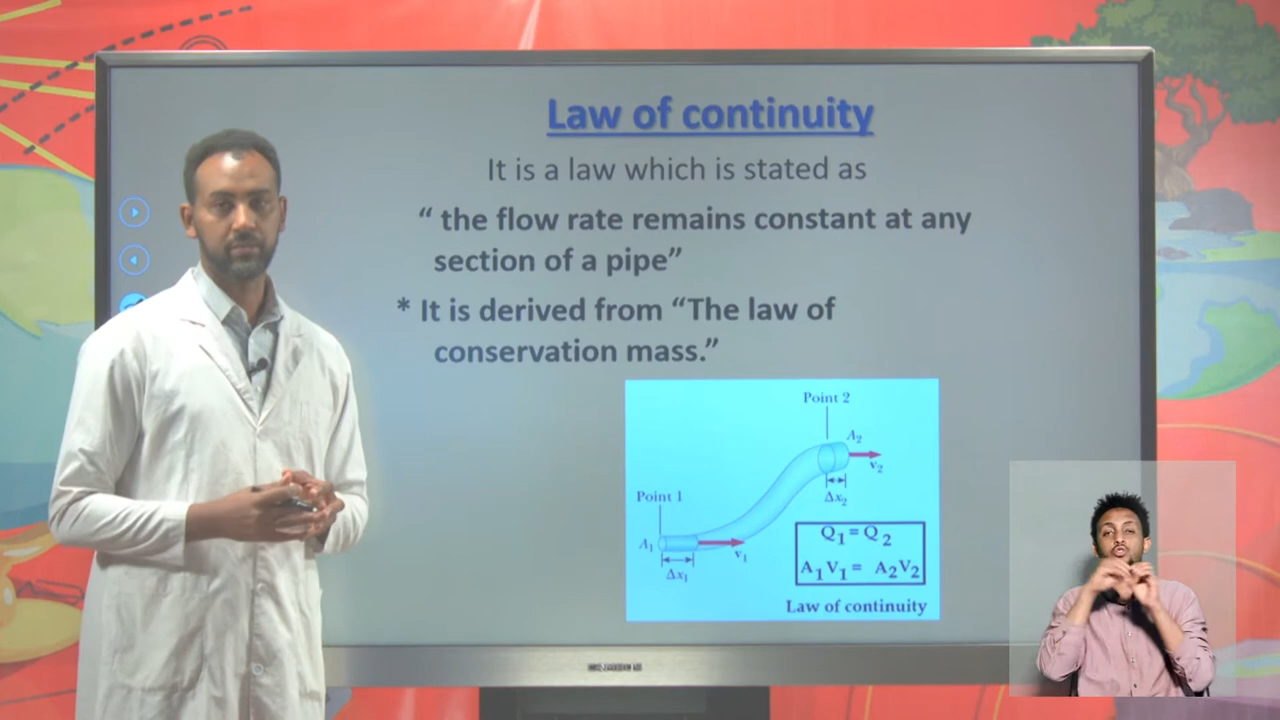 Law of continuity
It is a law which is stated as
“ the flow rate remains constant at any
section of a pipe”
* It is derived from “The law of
conservation mass.”
Point 2
A₂
v₂
Δx₂
Point 1
A₁
v₁
Δx₁
Q₁ = Q₂
A₁V₁ = A₂V₂
Law of continuity